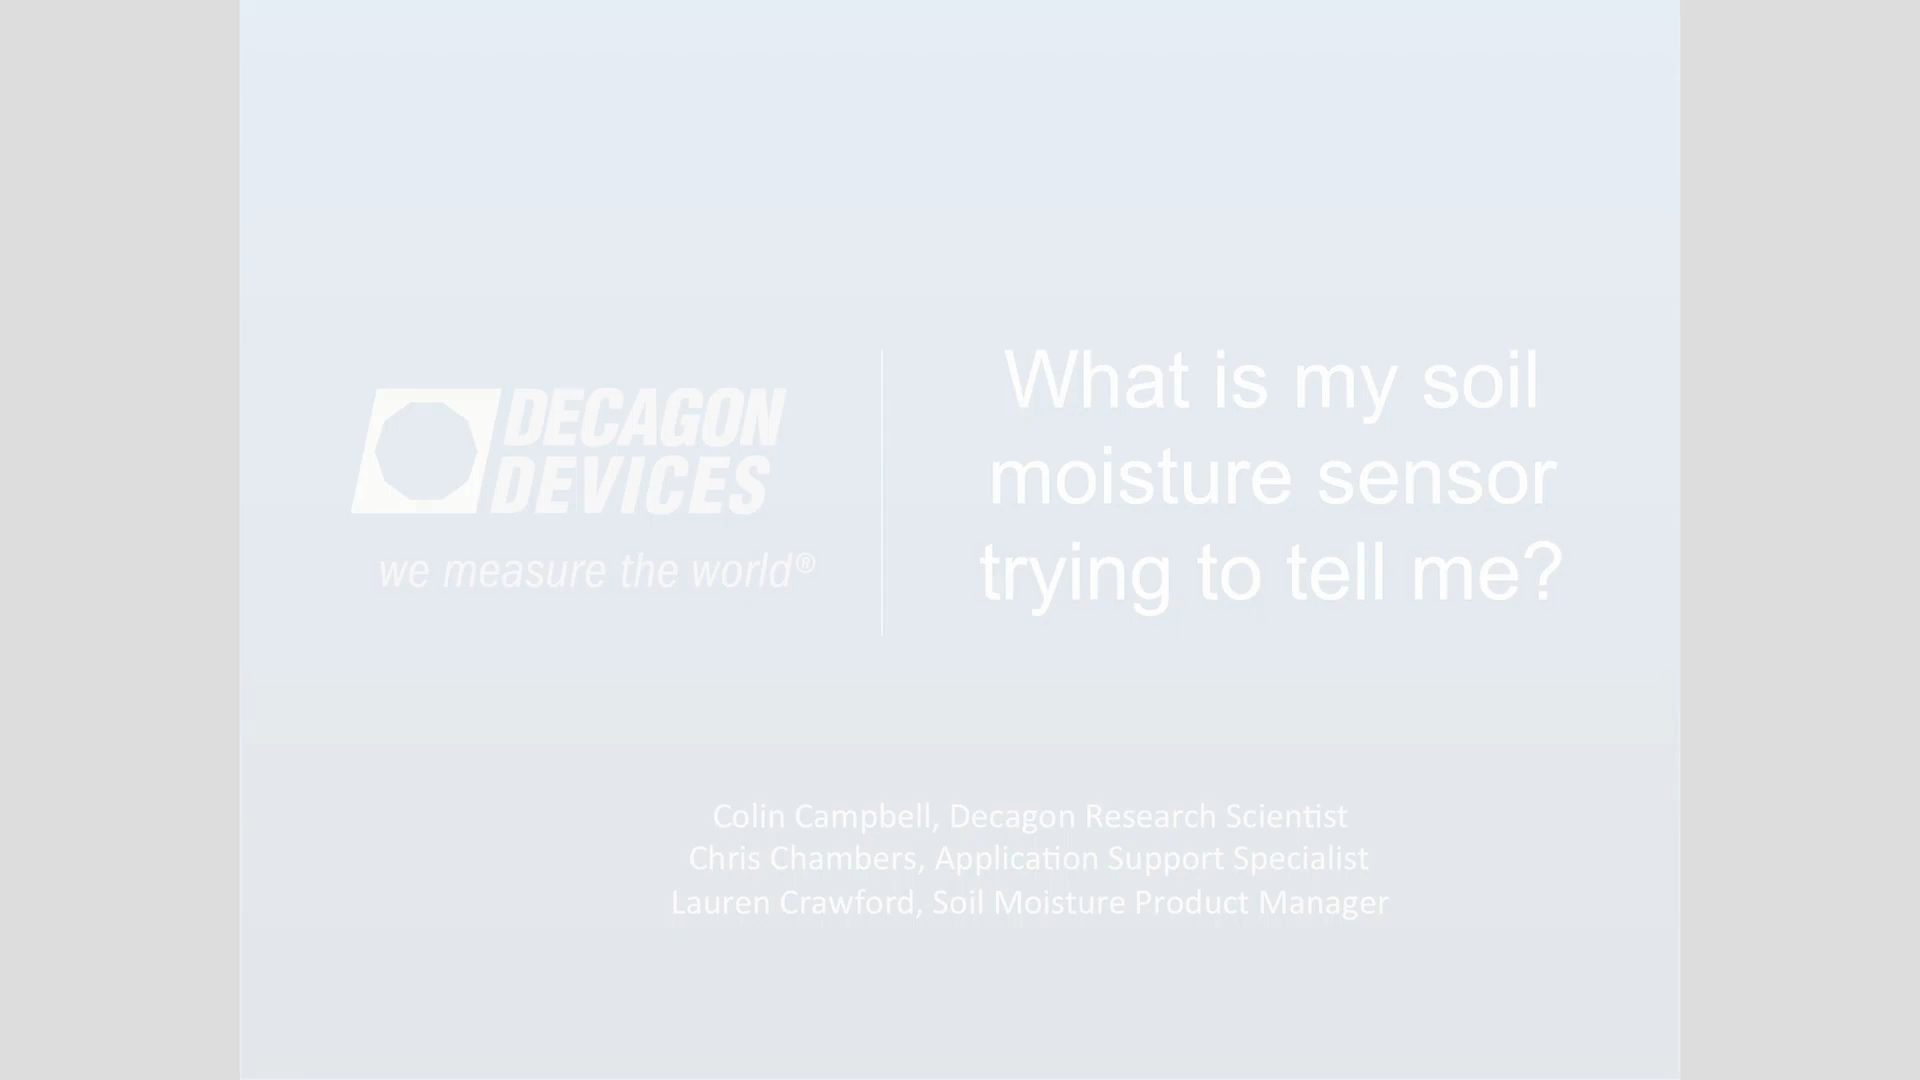 DECAGON
DEVICES
we measure the world®
What is my soil
moisture sensor
trying to tell me?
Colin Campbell, Decagon Research Scientist
Chris Chambers, Application Support Specialist
Lauren Crawford, Soil Moisture Product Manager